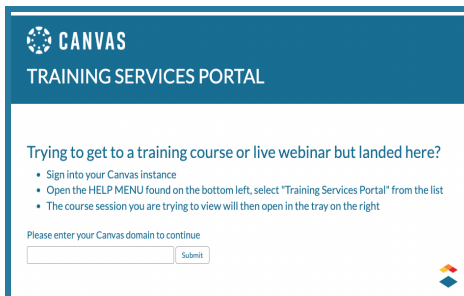 CANVAS
TRAINING SERVICES PORTAL
Trying to get to a training course or live webinar but landed here?
• Sign into your Canvas instance
• Open the HELP MENU found on the bottom left, select "Training Services Portal" from the list
• The course session you are trying to view will then open in the tray on the right
Please enter your Canvas domain to continue
Submit